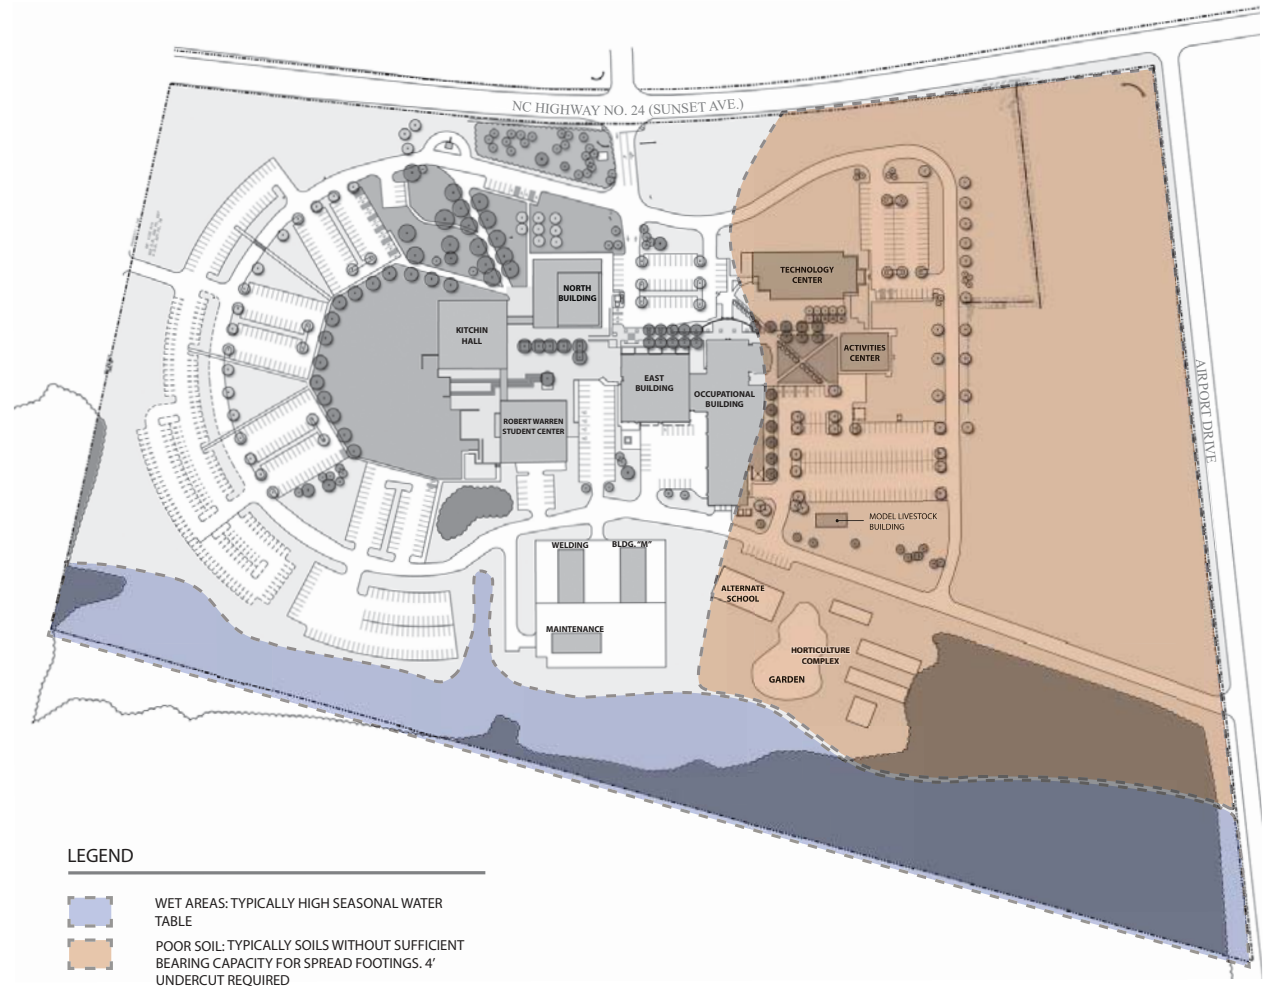 NC HIGHWAY NO. 24 (SUNSET AVE.)
TECHNOLOGY
CENTER
NORTH
BUILDING
KITCHIN
HALL
ACTIVITIES
CENTER
EAST
BUILDING
OCCUPATIONAL
BUILDING
AIRPORT DRIVE
ROBERT WARREN
STUDENT CENTER
MODEL LIVESTOCK
BUILDING
WELDING
BLDG. "M"
ALTERNATE
SCHOOL
MAINTENANCE
HORTICULTURE
COMPLEX
GARDEN
LEGEND
WET AREAS: TYPICALLY HIGH SEASONAL WATER
TABLE
POOR SOIL: TYPICALLY SOILS WITHOUT SUFFICIENT
BEARING CAPACITY FOR SPREAD FOOTINGS. 4'
UNDERCUT REQUIRED